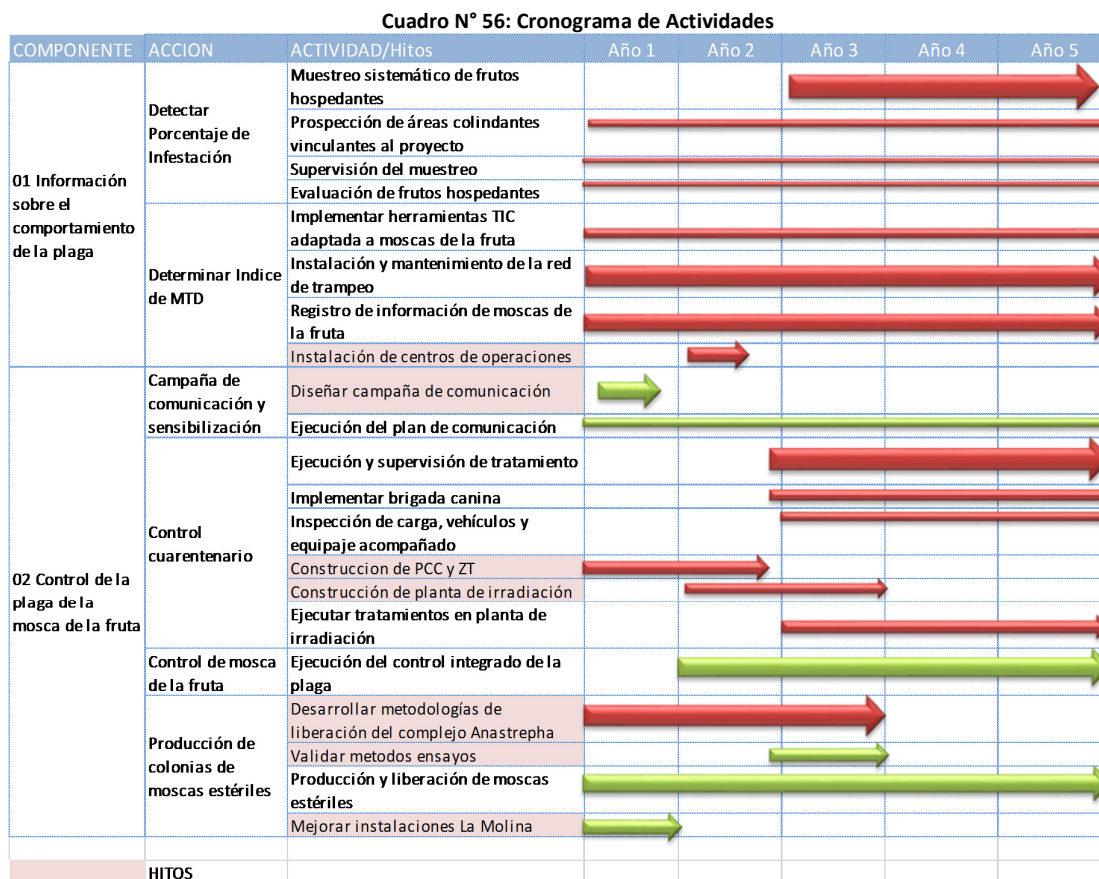 Cuadro N° 56: Cronograma de Actividades
COMPONENTE ACCION ACTIVIDAD/Hitos Año 1 Año 2 Año 3 Año 4 Año 5
01 Información
sobre el
comportamiento
de la plaga
Detectar
Porcentaje de
Infestación
Muestreo sistemático de frutos
hospedantes
Prospección de áreas colindantes
vinculantes al proyecto
Supervisión del muestreo
Evaluación de frutos hospedantes
Determinar Indice
de MTD
Implementar herramientas TIC
adaptada a moscas de la fruta
Instalación y mantenimiento de la red
de trampeo
Registro de información de moscas de
la fruta
Instalación de centros de operaciones
02 Control de la
plaga de la
mosca de la fruta
Campaña de
comunicación y
sensibilización
Diseñar campaña de comunicación
Ejecución del plan de comunicación
Control
cuarentenario
Ejecución y supervisión de tratamiento
Implementar brigada canina
Inspección de carga, vehículos y
equipaje acompañado
Construccion de PCC y ZT
Construcción de planta de irradiación
Ejecutar tratamientos en planta de
irradiación
Control de mosca
de la fruta
Ejecución del control integrado de la
plaga
Producción de
colonias de
moscas estériles
Desarrollar metodologías de
liberación del complejo Anastrepha
Validar metodos ensayos
Producción y liberación de moscas
estériles
Mejorar instalaciones La Molina
HITOS